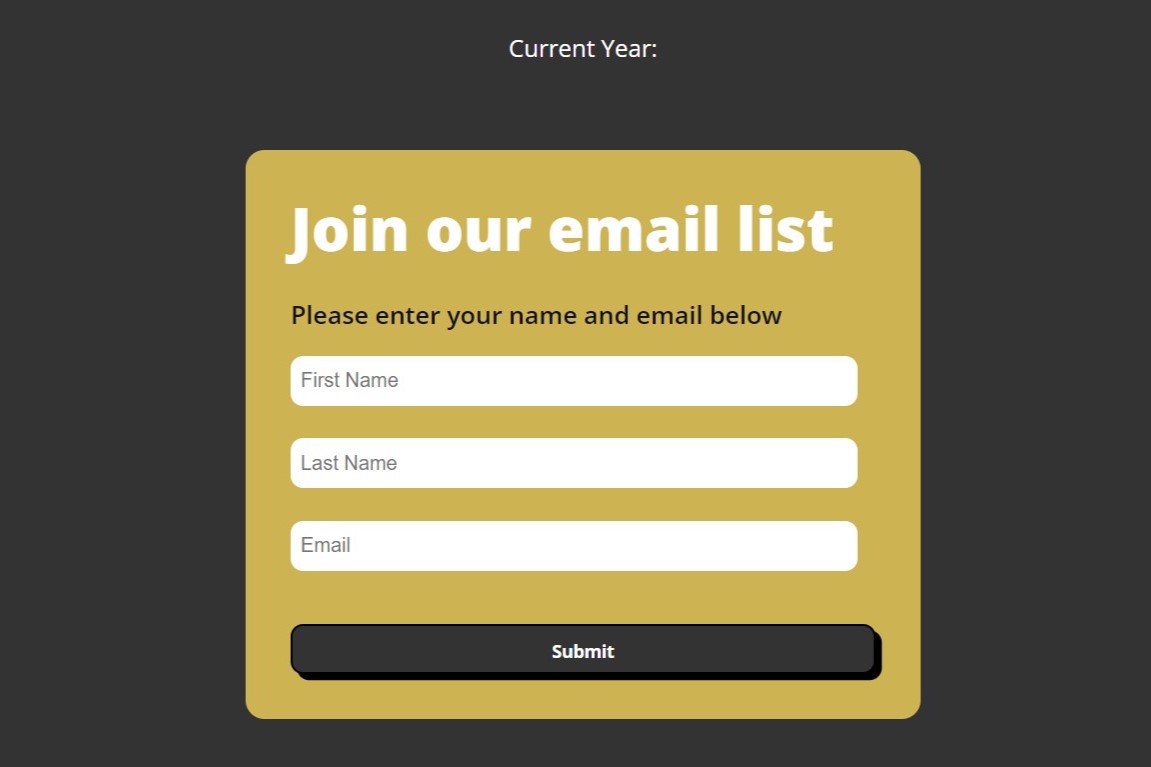 Current Year:
Join our email list
Please enter your name and email below
First Name
Last Name
Email
Submit